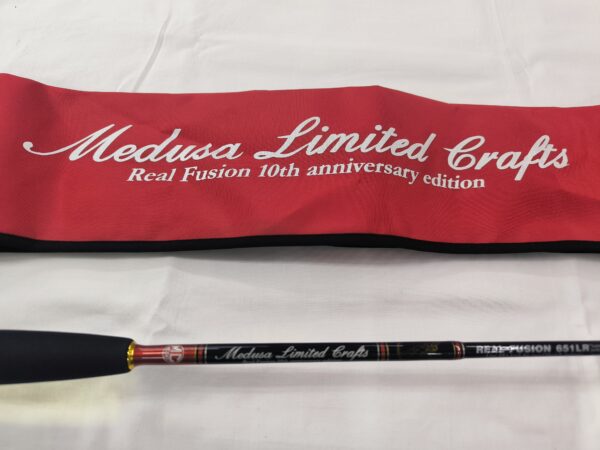 Medusa Limited Crafts
Real Fusion 10th anniversary edition
Medusa Limited Crafts
REAL FUSION 651LR